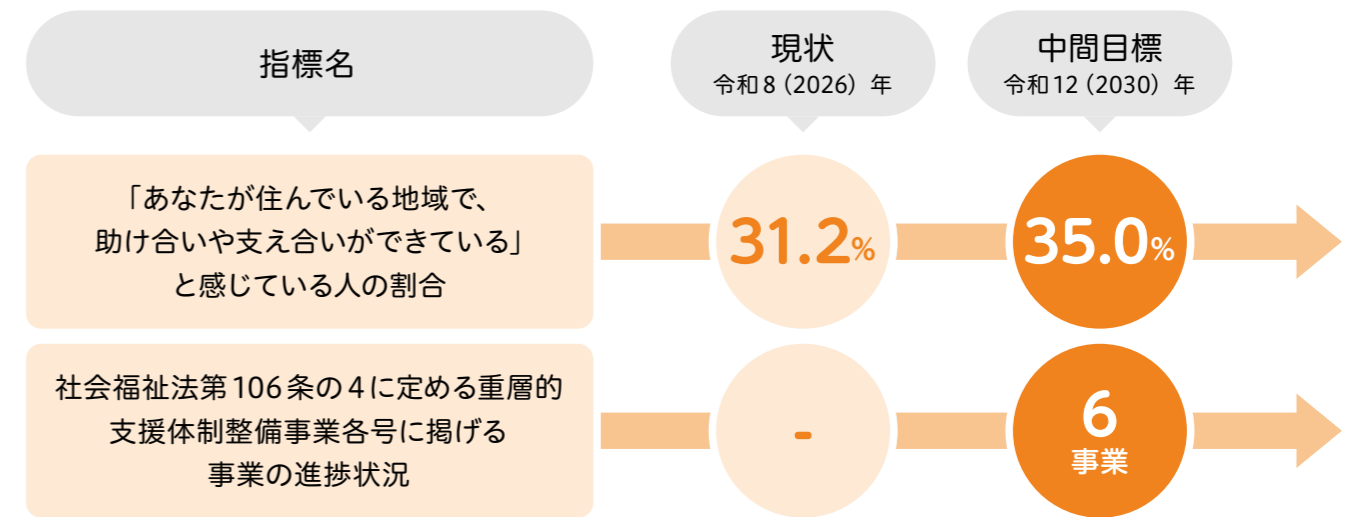 指標名
現状
令和8（2026）年
中間目標
令和12（2030）年
「あなたが住んでいる地域で、
助け合いや支え合いができている」
と感じている人の割合
31.2%
35.0%
社会福祉法第106条の4に定める重層的
支援体制整備事業各号に掲げる
事業の進捗状況
-
6
事業